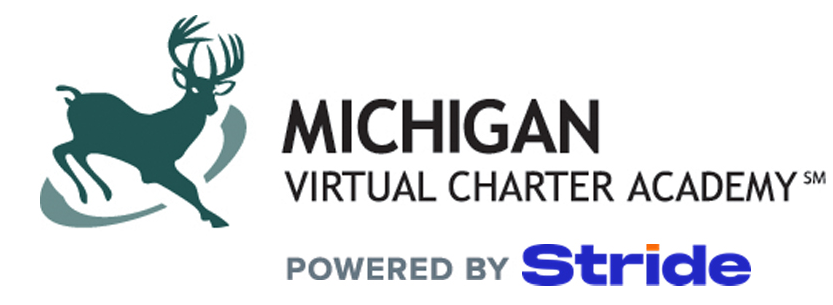 MICHIGAN
VIRTUAL CHARTER ACADEMY℠
POWERED BY Stride